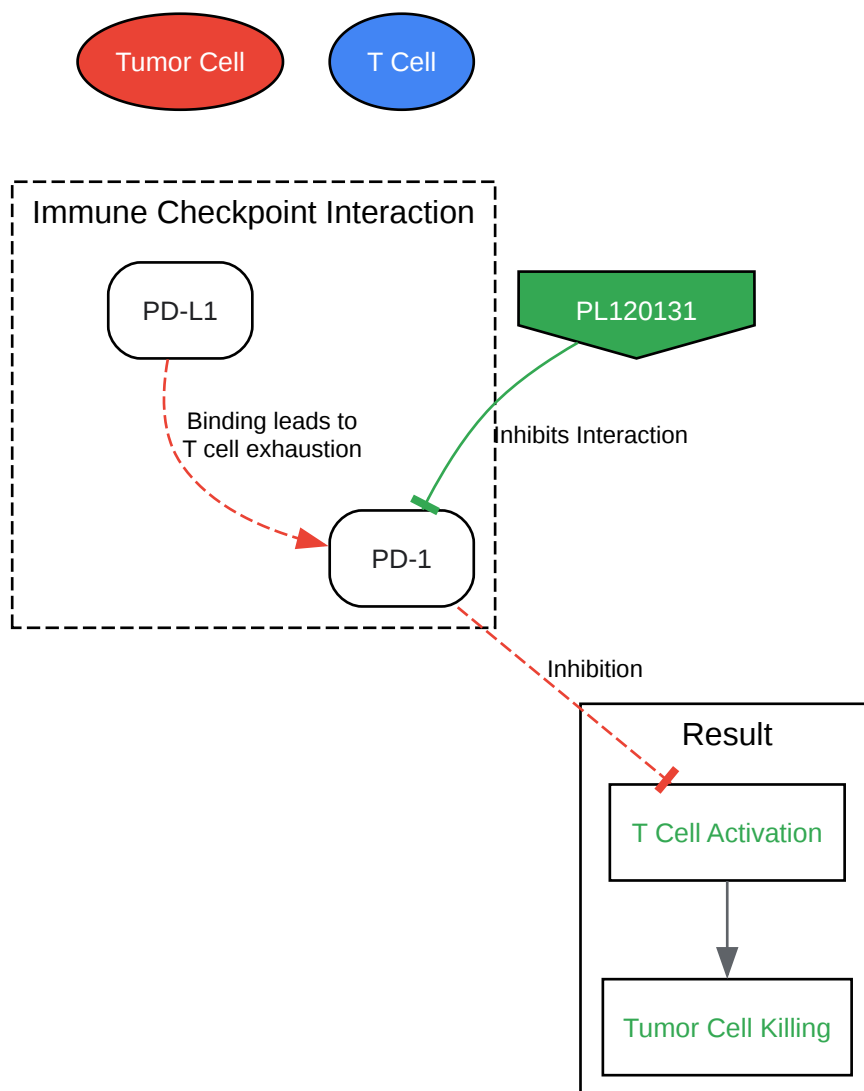 Tumor Cell
T Cell
Immune Checkpoint Interaction
PD-L1
PL120131
Binding leads to
T cell exhaustion
Inhibits Interaction
PD-1
Inhibition
Result
T Cell Activation
Tumor Cell Killing